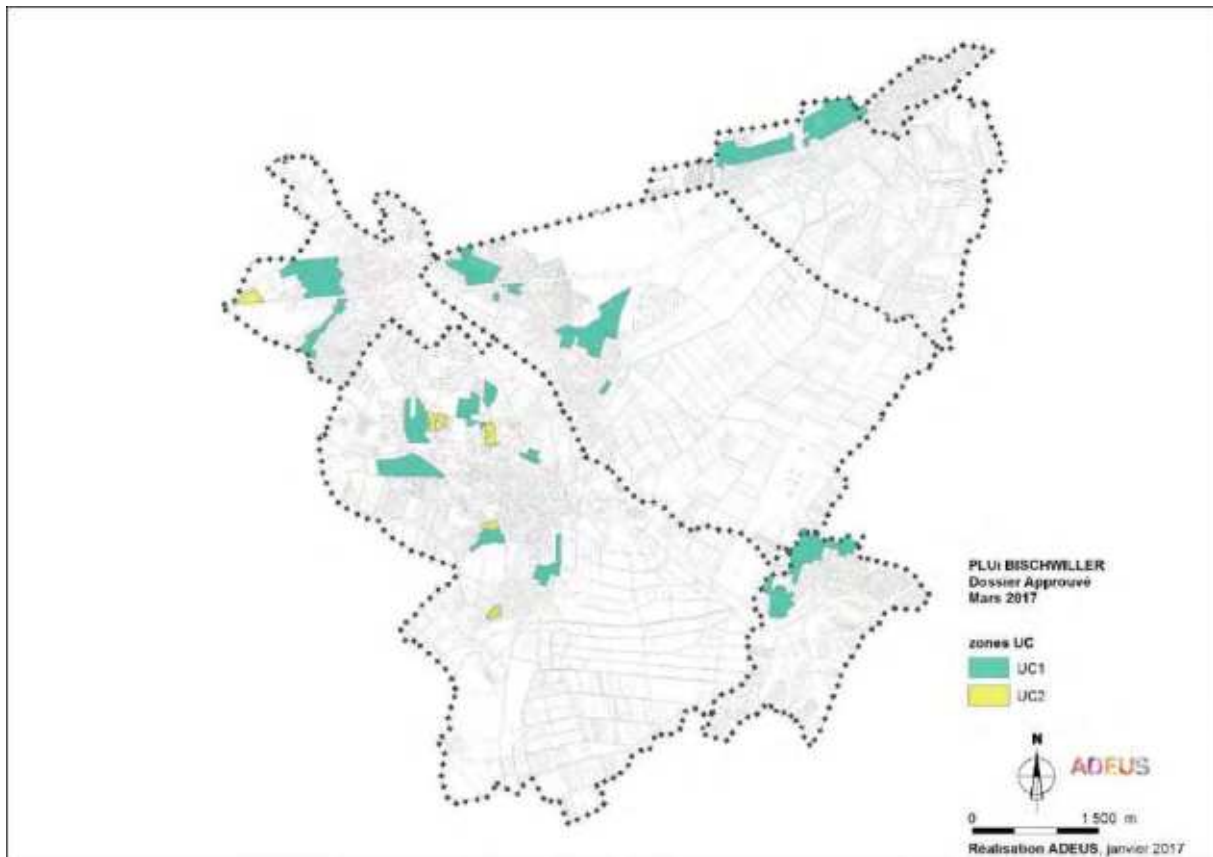 PLUi BISCHWILLER
Dossier Approuvé
Mars 2017
zones UC
UC1
UC2
N
ADEUS
0 1 500 m
Réalisation ADEUS, janvier 2017